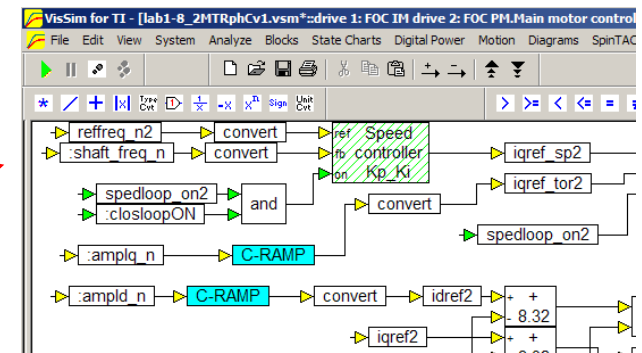 VisSim for TI - [lab1-8_2MTRphCv1.vsm*::drive 1: FOC IM drive 2: FOC PM.Main motor control
File Edit View System Analyze Blocks State Charts Digital Power Motion Diagrams SpinTAC
* / + |x| Type Cvt 1 1/x -X xⁿ Sign Unit Cvt > >= < <= =
reffreq_n2 convert ref Speed
:shaft_freq_n convert fb controller iqref_sp2
on Kp_Ki
iqref_tor2
spedloop_on2 and convert
:closloopON
spedloop_on2
:amplq_n C-RAMP
:ampld_n C-RAMP convert idref2 + +
- 8.32
iqref2 + +